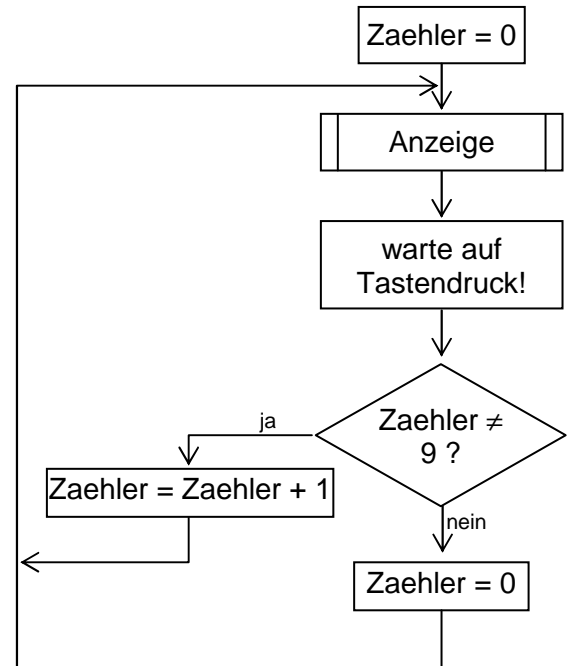 Zaehler = 0
Anzeige
warte auf
Tastendruck!
Zaehler ≠
9 ?
ja
Zaehler = Zaehler + 1
nein
Zaehler = 0